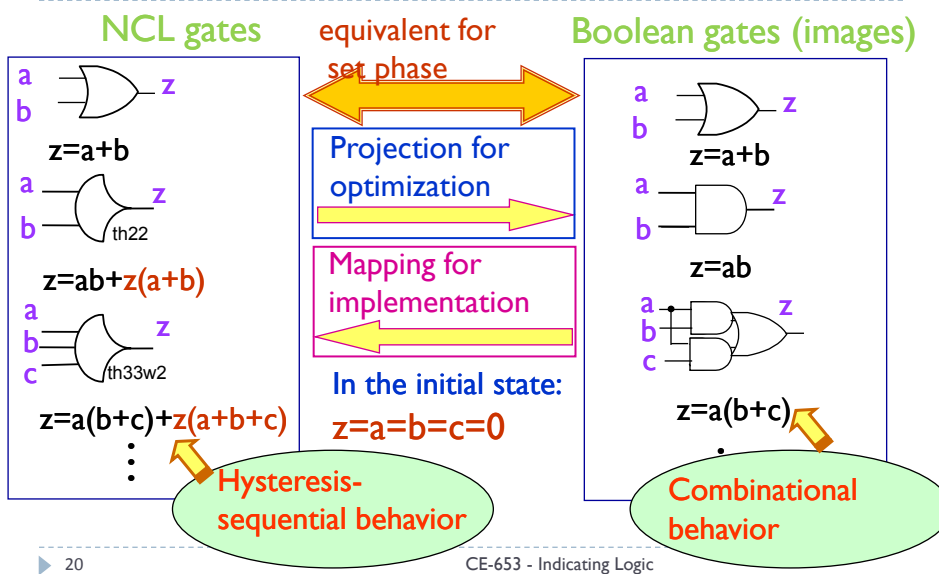 NCL gates
equivalent for
set phase
Boolean gates (images)
a
b
z
z=a+b
a
b
z
th22
z=ab+z(a+b)
a
b
c
z
th33w2
z=a(b+c)+z(a+b+c)
Hysteresis-
sequential behavior
Projection for
optimization
Mapping for
implementation
In the initial state:
z=a=b=c=0
a
b
z
z=a+b
a
b
z
z=ab
a
b
c
z
z=a(b+c)
Combinational
behavior
20
CE-653 - Indicating Logic